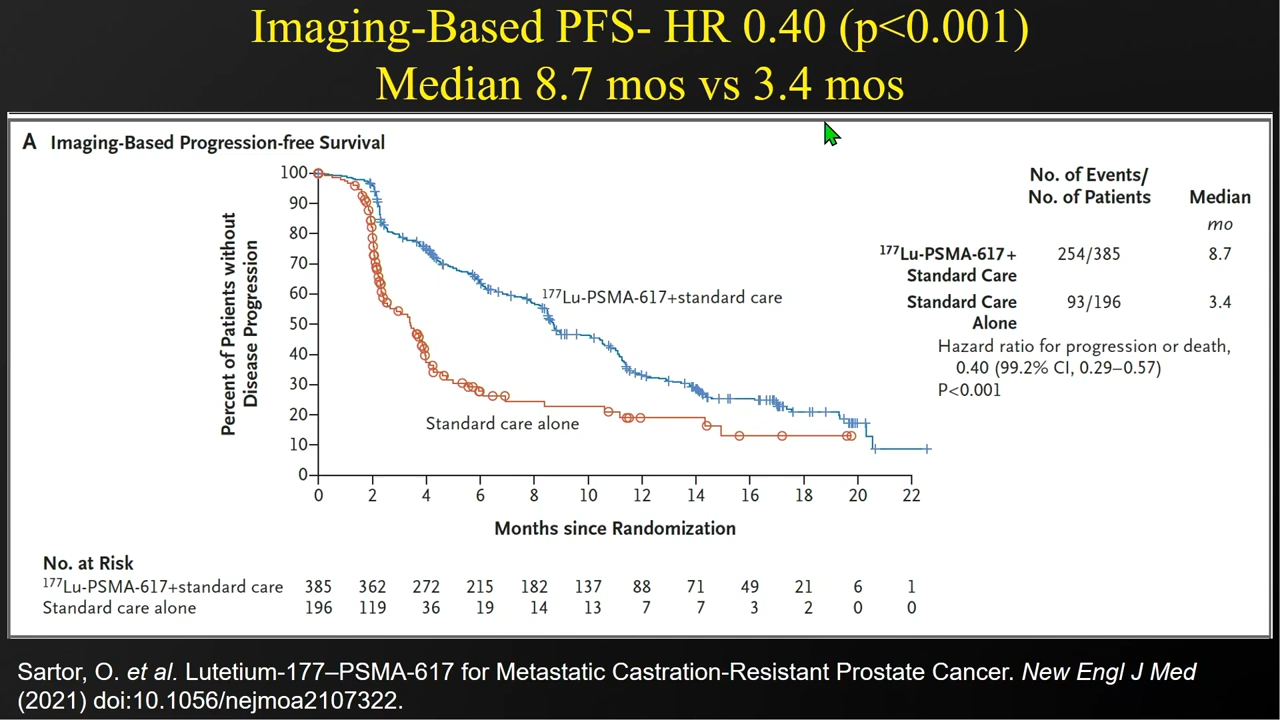 Imaging-Based PFS- HR 0.40 (p<0.001)
Median 8.7 mos vs 3.4 mos
A Imaging-Based Progression-free Survival
Percent of Patients without
Disease Progression
100
90
80
70
60
50
40
30
20
10
0
177Lu-PSMA-617+standard care
Standard care alone
0 2 4 6 8 10 12 14 16 18 20 22
Months since Randomization
No. of Events/
No. of Patients Median
mo
177Lu-PSMA-617+ 254/385 8.7
Standard Care
Standard Care 93/196 3.4
Alone
Hazard ratio for progression or death,
0.40 (99.2% CI, 0.29–0.57)
P<0.001
No. at Risk
177Lu-PSMA-617+standard care 385 362 272 215 182 137 88 71 49 21 6 1
Standard care alone 196 119 36 19 14 13 7 7 3 2 0 0
Sartor, O. et al. Lutetium-177–PSMA-617 for Metastatic Castration-Resistant Prostate Cancer. New Engl J Med
(2021) doi:10.1056/nejmoa2107322.